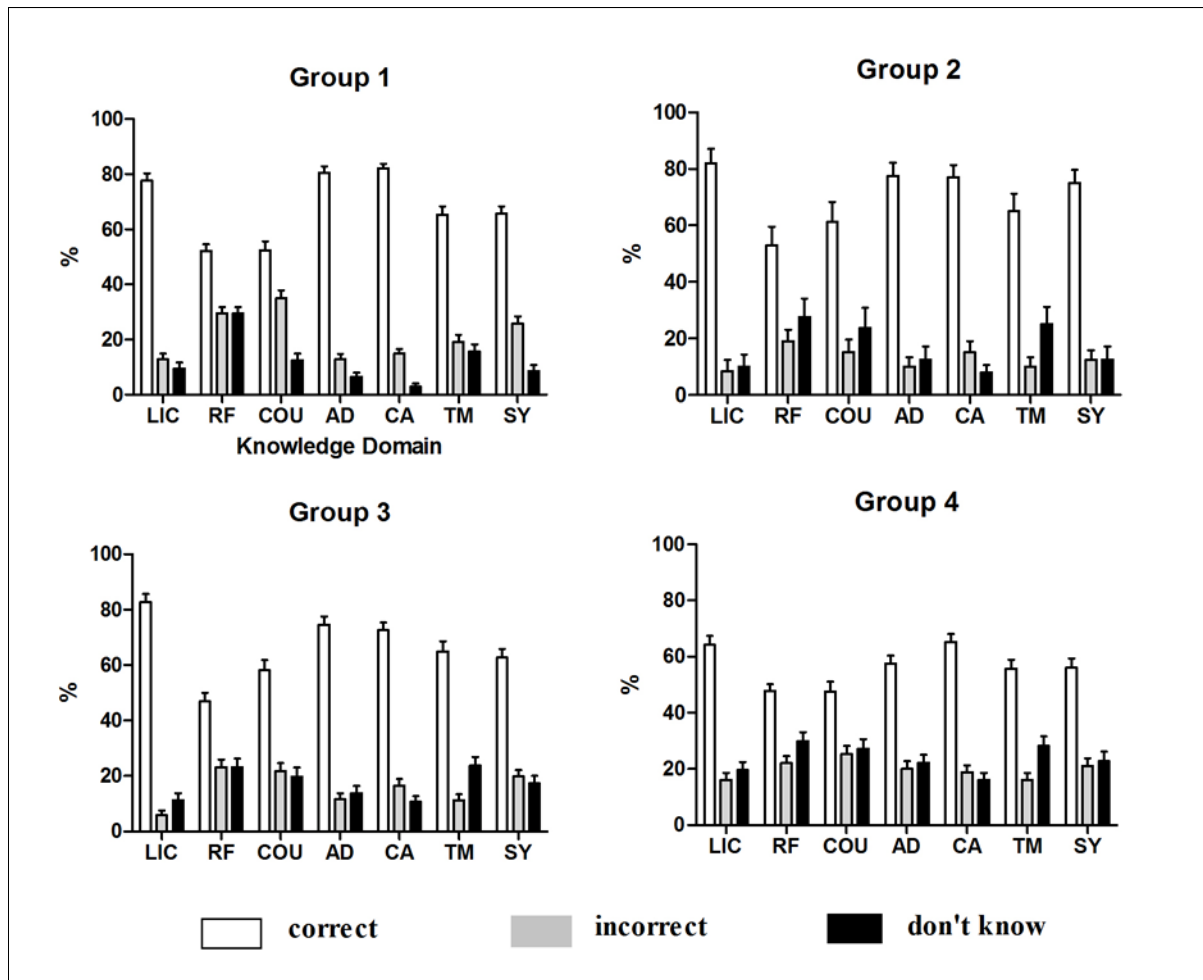 Group 1
100
80
60
40
20
0
%
LIC RF COU AD CA TM SY
Knowledge Domain
Group 2
100
80
60
40
20
0
%
LIC RF COU AD CA TM SY
Group 3
100
80
60
40
20
0
%
LIC RF COU AD CA TM SY
Group 4
100
80
60
40
20
0
%
LIC RF COU AD CA TM SY
correct incorrect don't know